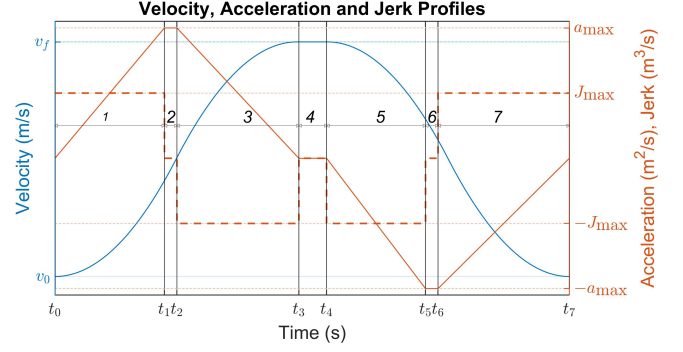 Velocity, Acceleration and Jerk Profiles
v_f
a_max
J_max
1 2 3 4 5 6 7
-J_max
v_0
-a_max
t_0 t_1 t_2 t_3 t_4 t_5 t_6 t_7
Time (s)
Velocity (m/s)
Acceleration (m²/s), Jerk (m³/s)